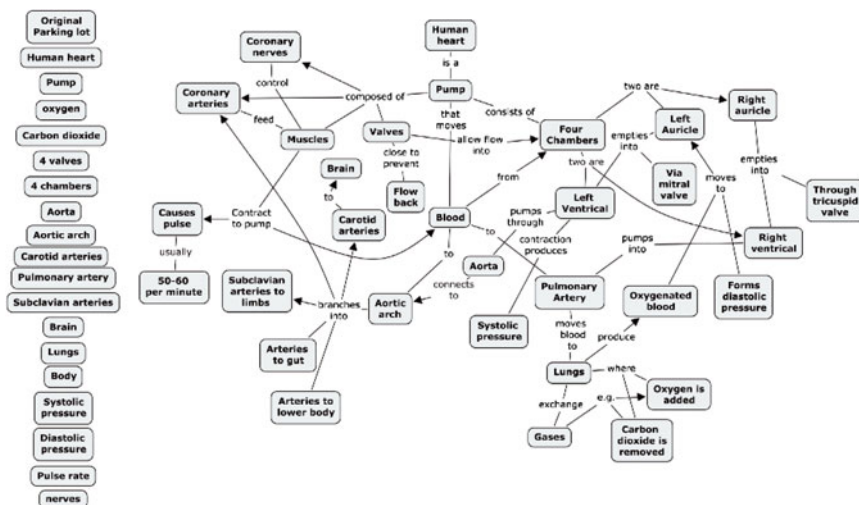 Original
Parking lot
Human heart
Pump
oxygen
Carbon dioxide
4 valves
4 chambers
Aorta
Aortic arch
Carotid arteries
Pulmonary artery
Subclavian arteries
Brain
Lungs
Body
Systolic
pressure
Diastolic
pressure
Pulse rate
nerves
Human
heart
is a
Pump
Coronary
nerves
control
Coronary
arteries
feed
Muscles
composed of
Valves
close to
prevent
Flow
back
allow flow
into
that
moves
consists of
Four
Chambers
two are
Left
Auricle
Right
auricle
empties
into
Via
mitral
valve
moves
to
empties
into
Through
tricuspid
valve
two are
Left
Ventrical
Right
ventrical
from
Brain
to
Carotid
arteries
Causes
pulse
usually
50-60
per minute
Contract
to pump
Blood
to
to
pumps
through
contraction
produces
Aorta
connects
to
Aortic
arch
branches
into
Subclavian
arteries to
limbs
Arteries
to gut
Arteries to
lower body
Systolic
pressure
pumps
into
Pulmonary
Artery
moves
blood
to
Lungs
produce
Oxygenated
blood
Forms
diastolic
pressure
where
Oxygen is
added
exchange
Gases
e.g.
Carbon
dioxide is
removed